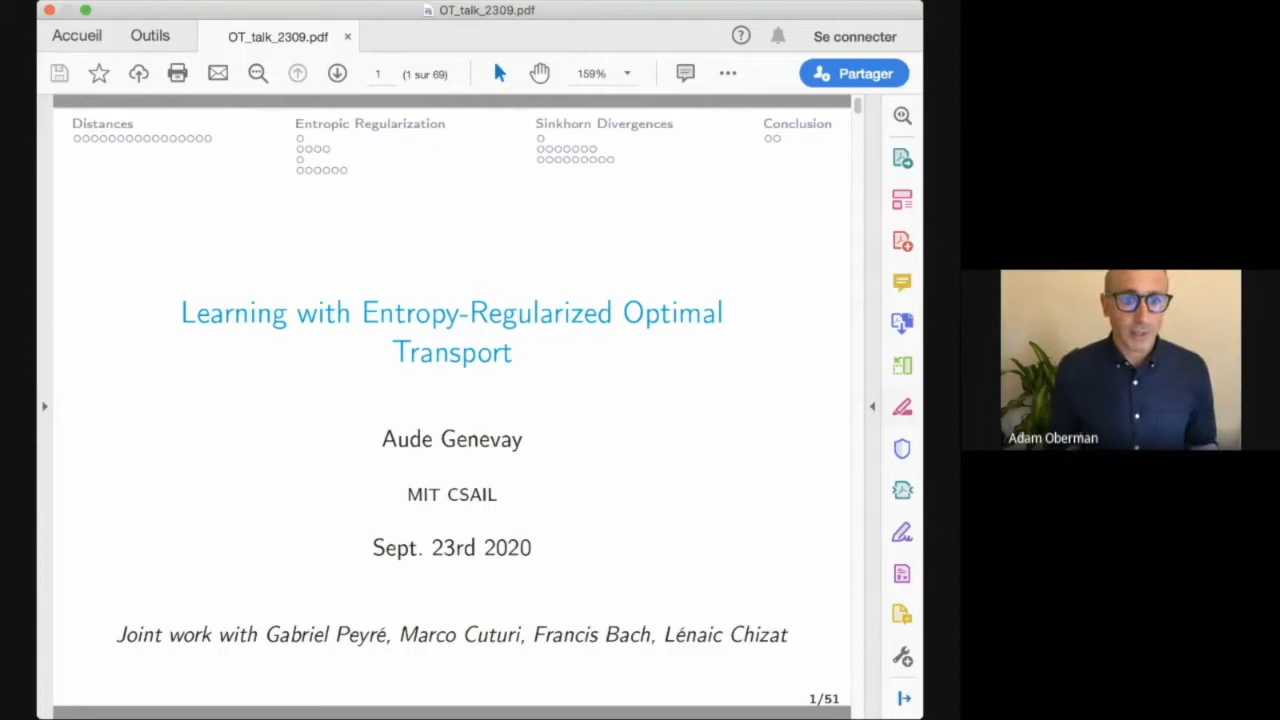 OT_talk_2309.pdf
Accueil Outils OT_talk_2309.pdf × Se connecter
1 (1 sur 69) 159% Partager
Distances Entropic Regularization Sinkhorn Divergences Conclusion
Learning with Entropy-Regularized Optimal
Transport
Aude Genevay
MIT CSAIL
Sept. 23rd 2020
Joint work with Gabriel Peyré, Marco Cuturi, Francis Bach, Lénaic Chizat
1/51
Adam Oberman